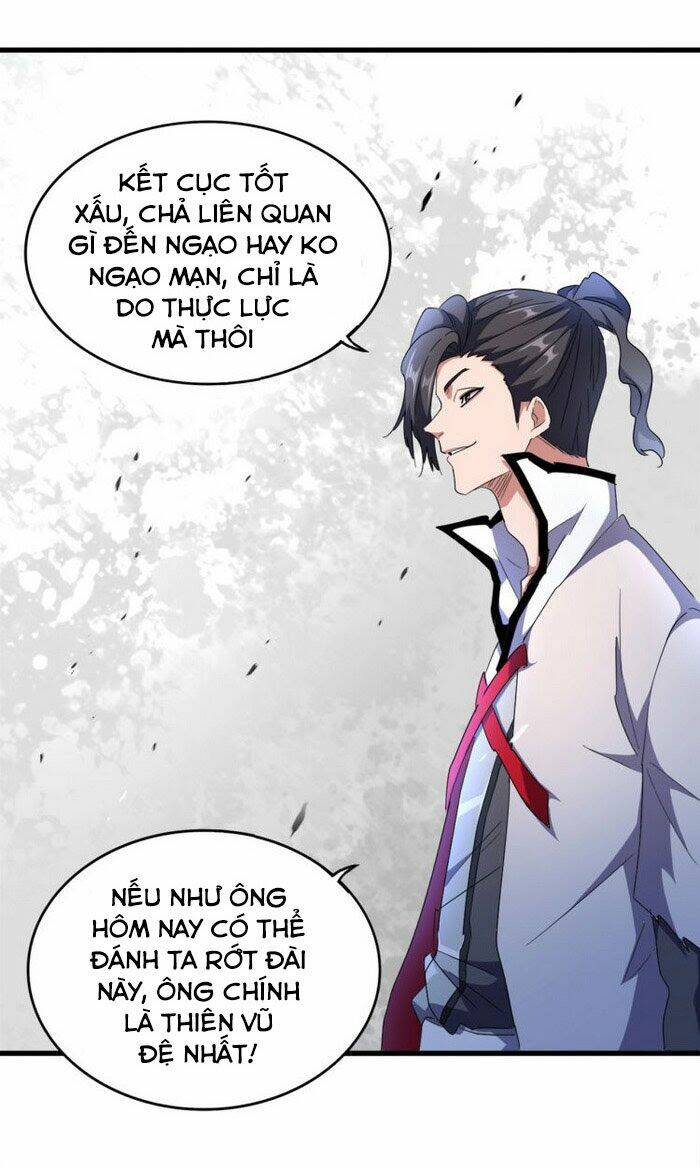 KẾT CỤC TỐT
XẤU, CHẢ LIÊN QUAN
GÌ ĐẾN NGẠO HAY KO
NGẠO MẠN, CHỈ LÀ
DO THỰC LỰC
MÀ THÔI
NẾU NHƯ ÔNG
HÔM NAY CÓ THỂ
ĐÁNH TA RỚT ĐÀI
NÀY, ÔNG CHÍNH
LÀ THIÊN VŨ
ĐỆ NHẤT!